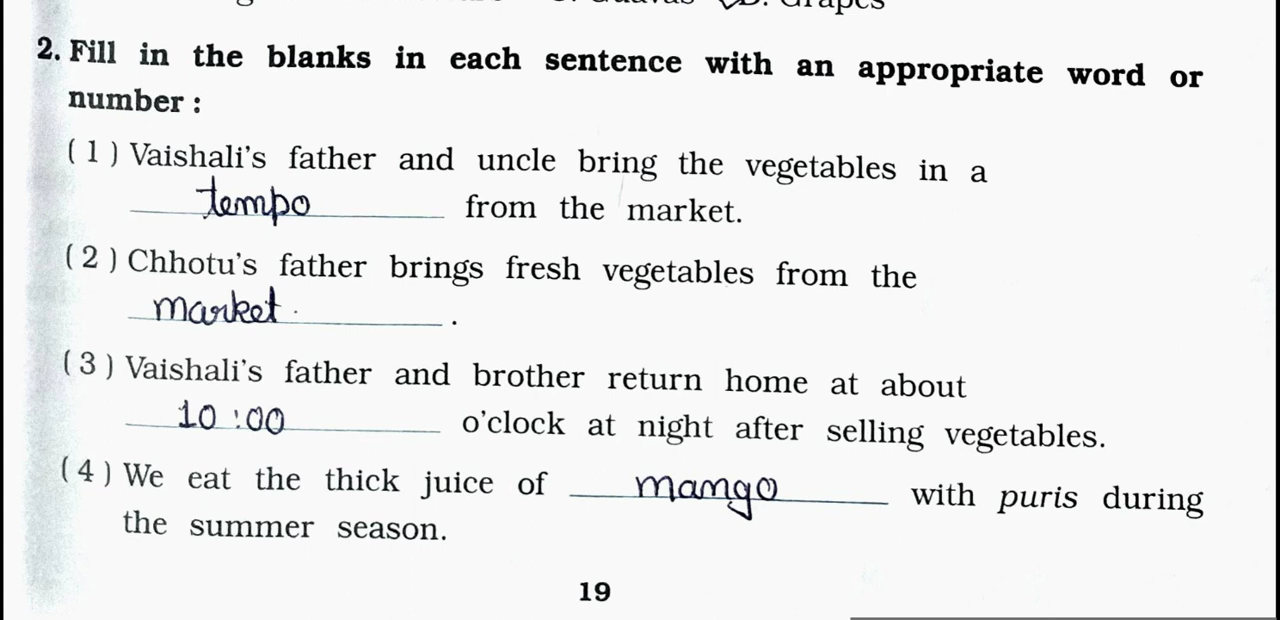 Grapes
2. Fill in the blanks in each sentence with an appropriate word or
number :
( 1 ) Vaishali's father and uncle bring the vegetables in a
tempo from the market.
( 2 ) Chhotu's father brings fresh vegetables from the
market .
( 3 ) Vaishali's father and brother return home at about
10:00 o'clock at night after selling vegetables.
( 4 ) We eat the thick juice of mango with puris during
the summer season.
19